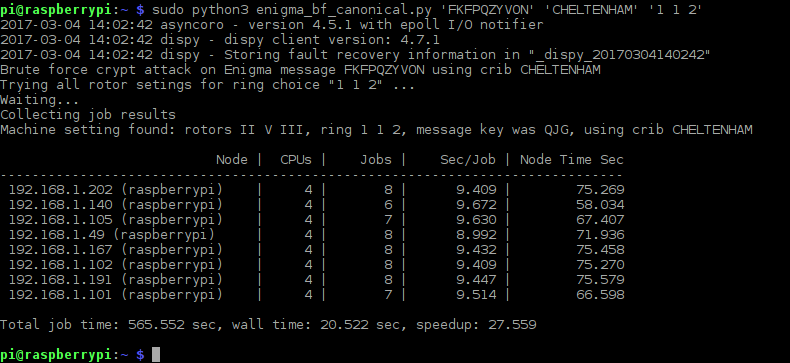 pi@raspberrypi:~ $ sudo python3 enigma_bf_canonical.py 'FKFPQZYVON' 'CHELTENHAM' '1 1 2'
2017-03-04 14:02:42 asyncoro - version 4.5.1 with epoll I/O notifier
2017-03-04 14:02:42 dispy - dispy client version: 4.7.1
2017-03-04 14:02:42 dispy - Storing fault recovery information in "_dispy_20170304140242"
Brute force crypt attack on Enigma message FKFPQZYVON using crib CHELTENHAM
Trying all rotor setings for ring choice "1 1 2" ...
Waiting...
Collecting job results
Machine setting found: rotors II V III, ring 1 1 2, message key was QJG, using crib CHELTENHAM
Node | CPUs | Jobs | Sec/Job | Node Time Sec
------------------------------------------------------------------------------
192.168.1.202 (raspberrypi) | 4 | 8 | 9.409 | 75.269
192.168.1.140 (raspberrypi) | 4 | 6 | 9.672 | 58.034
192.168.1.105 (raspberrypi) | 4 | 7 | 9.630 | 67.407
192.168.1.49 (raspberrypi) | 4 | 8 | 8.992 | 71.936
192.168.1.167 (raspberrypi) | 4 | 8 | 9.432 | 75.458
192.168.1.102 (raspberrypi) | 4 | 8 | 9.409 | 75.270
192.168.1.191 (raspberrypi) | 4 | 8 | 9.447 | 75.579
192.168.1.101 (raspberrypi) | 4 | 7 | 9.514 | 66.598
Total job time: 565.552 sec, wall time: 20.522 sec, speedup: 27.559
pi@raspberrypi:~ $